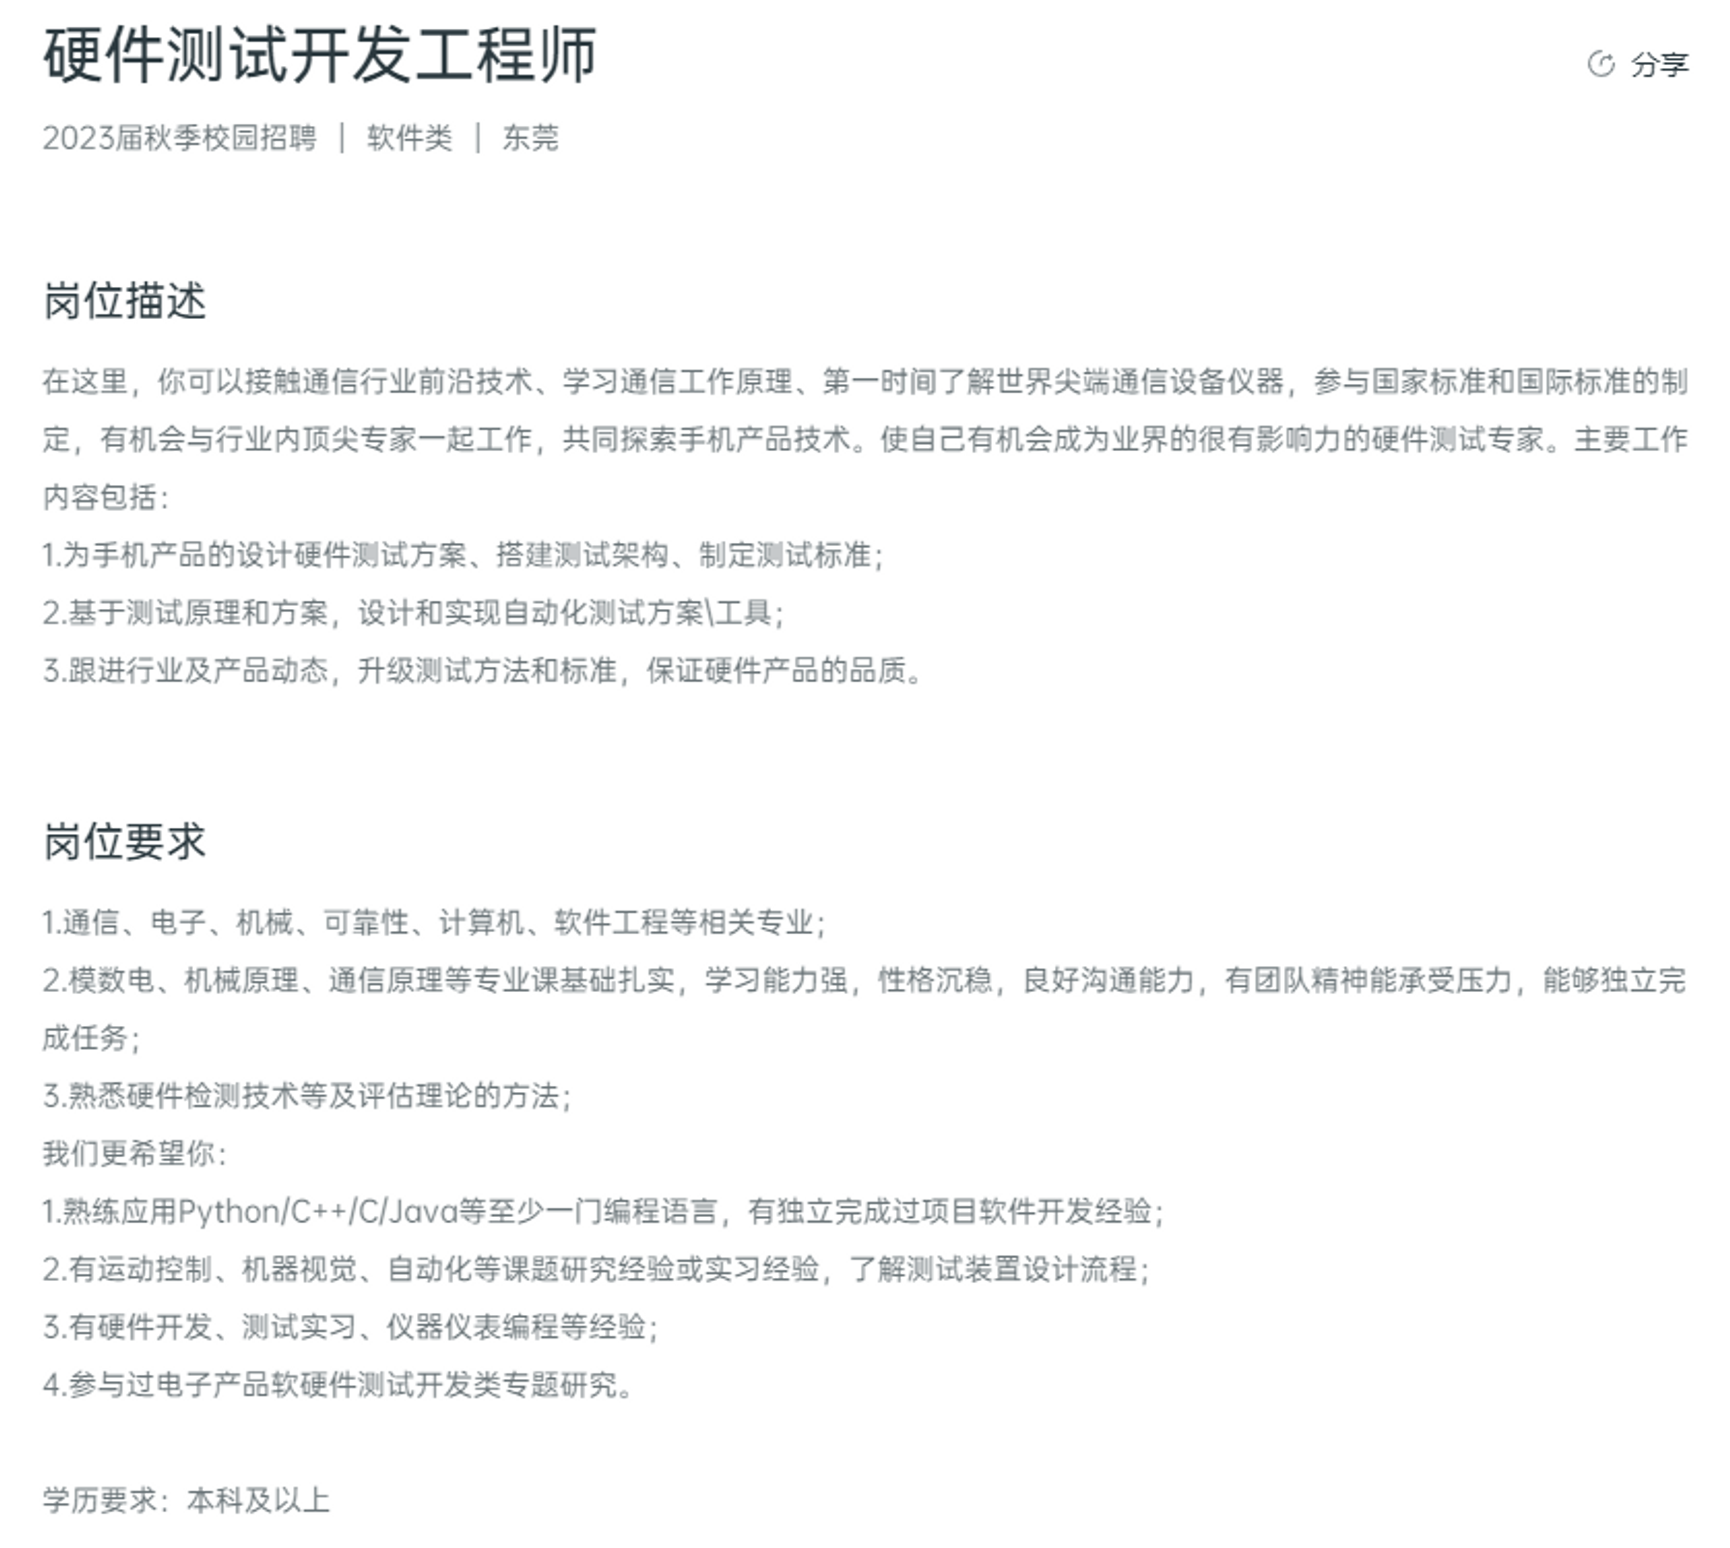 硬件测试开发工程师
分享
2023届秋季校园招聘 | 软件类 | 东莞
岗位描述
在这里，你可以接触通信行业前沿技术、学习通信工作原理、第一时间了解世界尖端通信设备仪器，参与国家标准和国际标准的制
定，有机会与行业内顶尖专家一起工作，共同探索手机产品技术。使自己有机会成为业界的很有影响力的硬件测试专家。主要工作
内容包括：
1.为手机产品的设计硬件测试方案、搭建测试架构、制定测试标准；
2.基于测试原理和方案，设计和实现自动化测试方案\工具；
3.跟进行业及产品动态，升级测试方法和标准，保证硬件产品的品质。
岗位要求
1.通信、电子、机械、可靠性、计算机、软件工程等相关专业；
2.模数电、机械原理、通信原理等专业课基础扎实，学习能力强，性格沉稳，良好沟通能力，有团队精神能承受压力，能够独立完
成任务；
3.熟悉硬件检测技术等及评估理论的方法；
我们更希望你：
1.熟练应用Python/C++/C/Java等至少一门编程语言，有独立完成过项目软件开发经验；
2.有运动控制、机器视觉、自动化等课题研究经验或实习经验，了解测试装置设计流程；
3.有硬件开发、测试实习、仪器仪表编程等经验；
4.参与过电子产品软硬件测试开发类专题研究。
学历要求：本科及以上